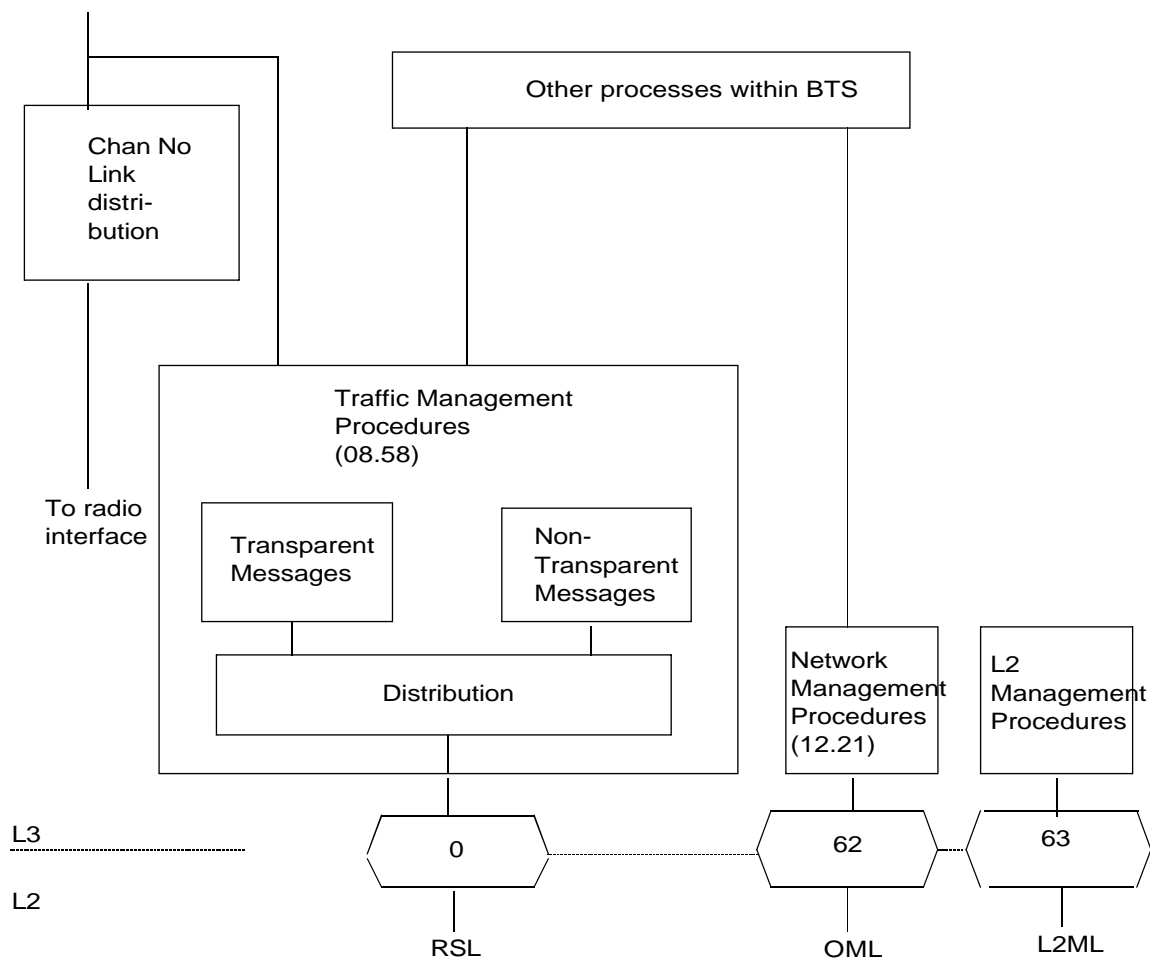 Other processes within BTS
Chan No
Link
distri-
bution
Traffic Management
Procedures
(08.58)
To radio
interface
Transparent
Messages
Non-
Transparent
Messages
Distribution
Network
Management
Procedures
(12.21)
L2
Management
Procedures
L3
0
62
63
L2
RSL
OML
L2ML